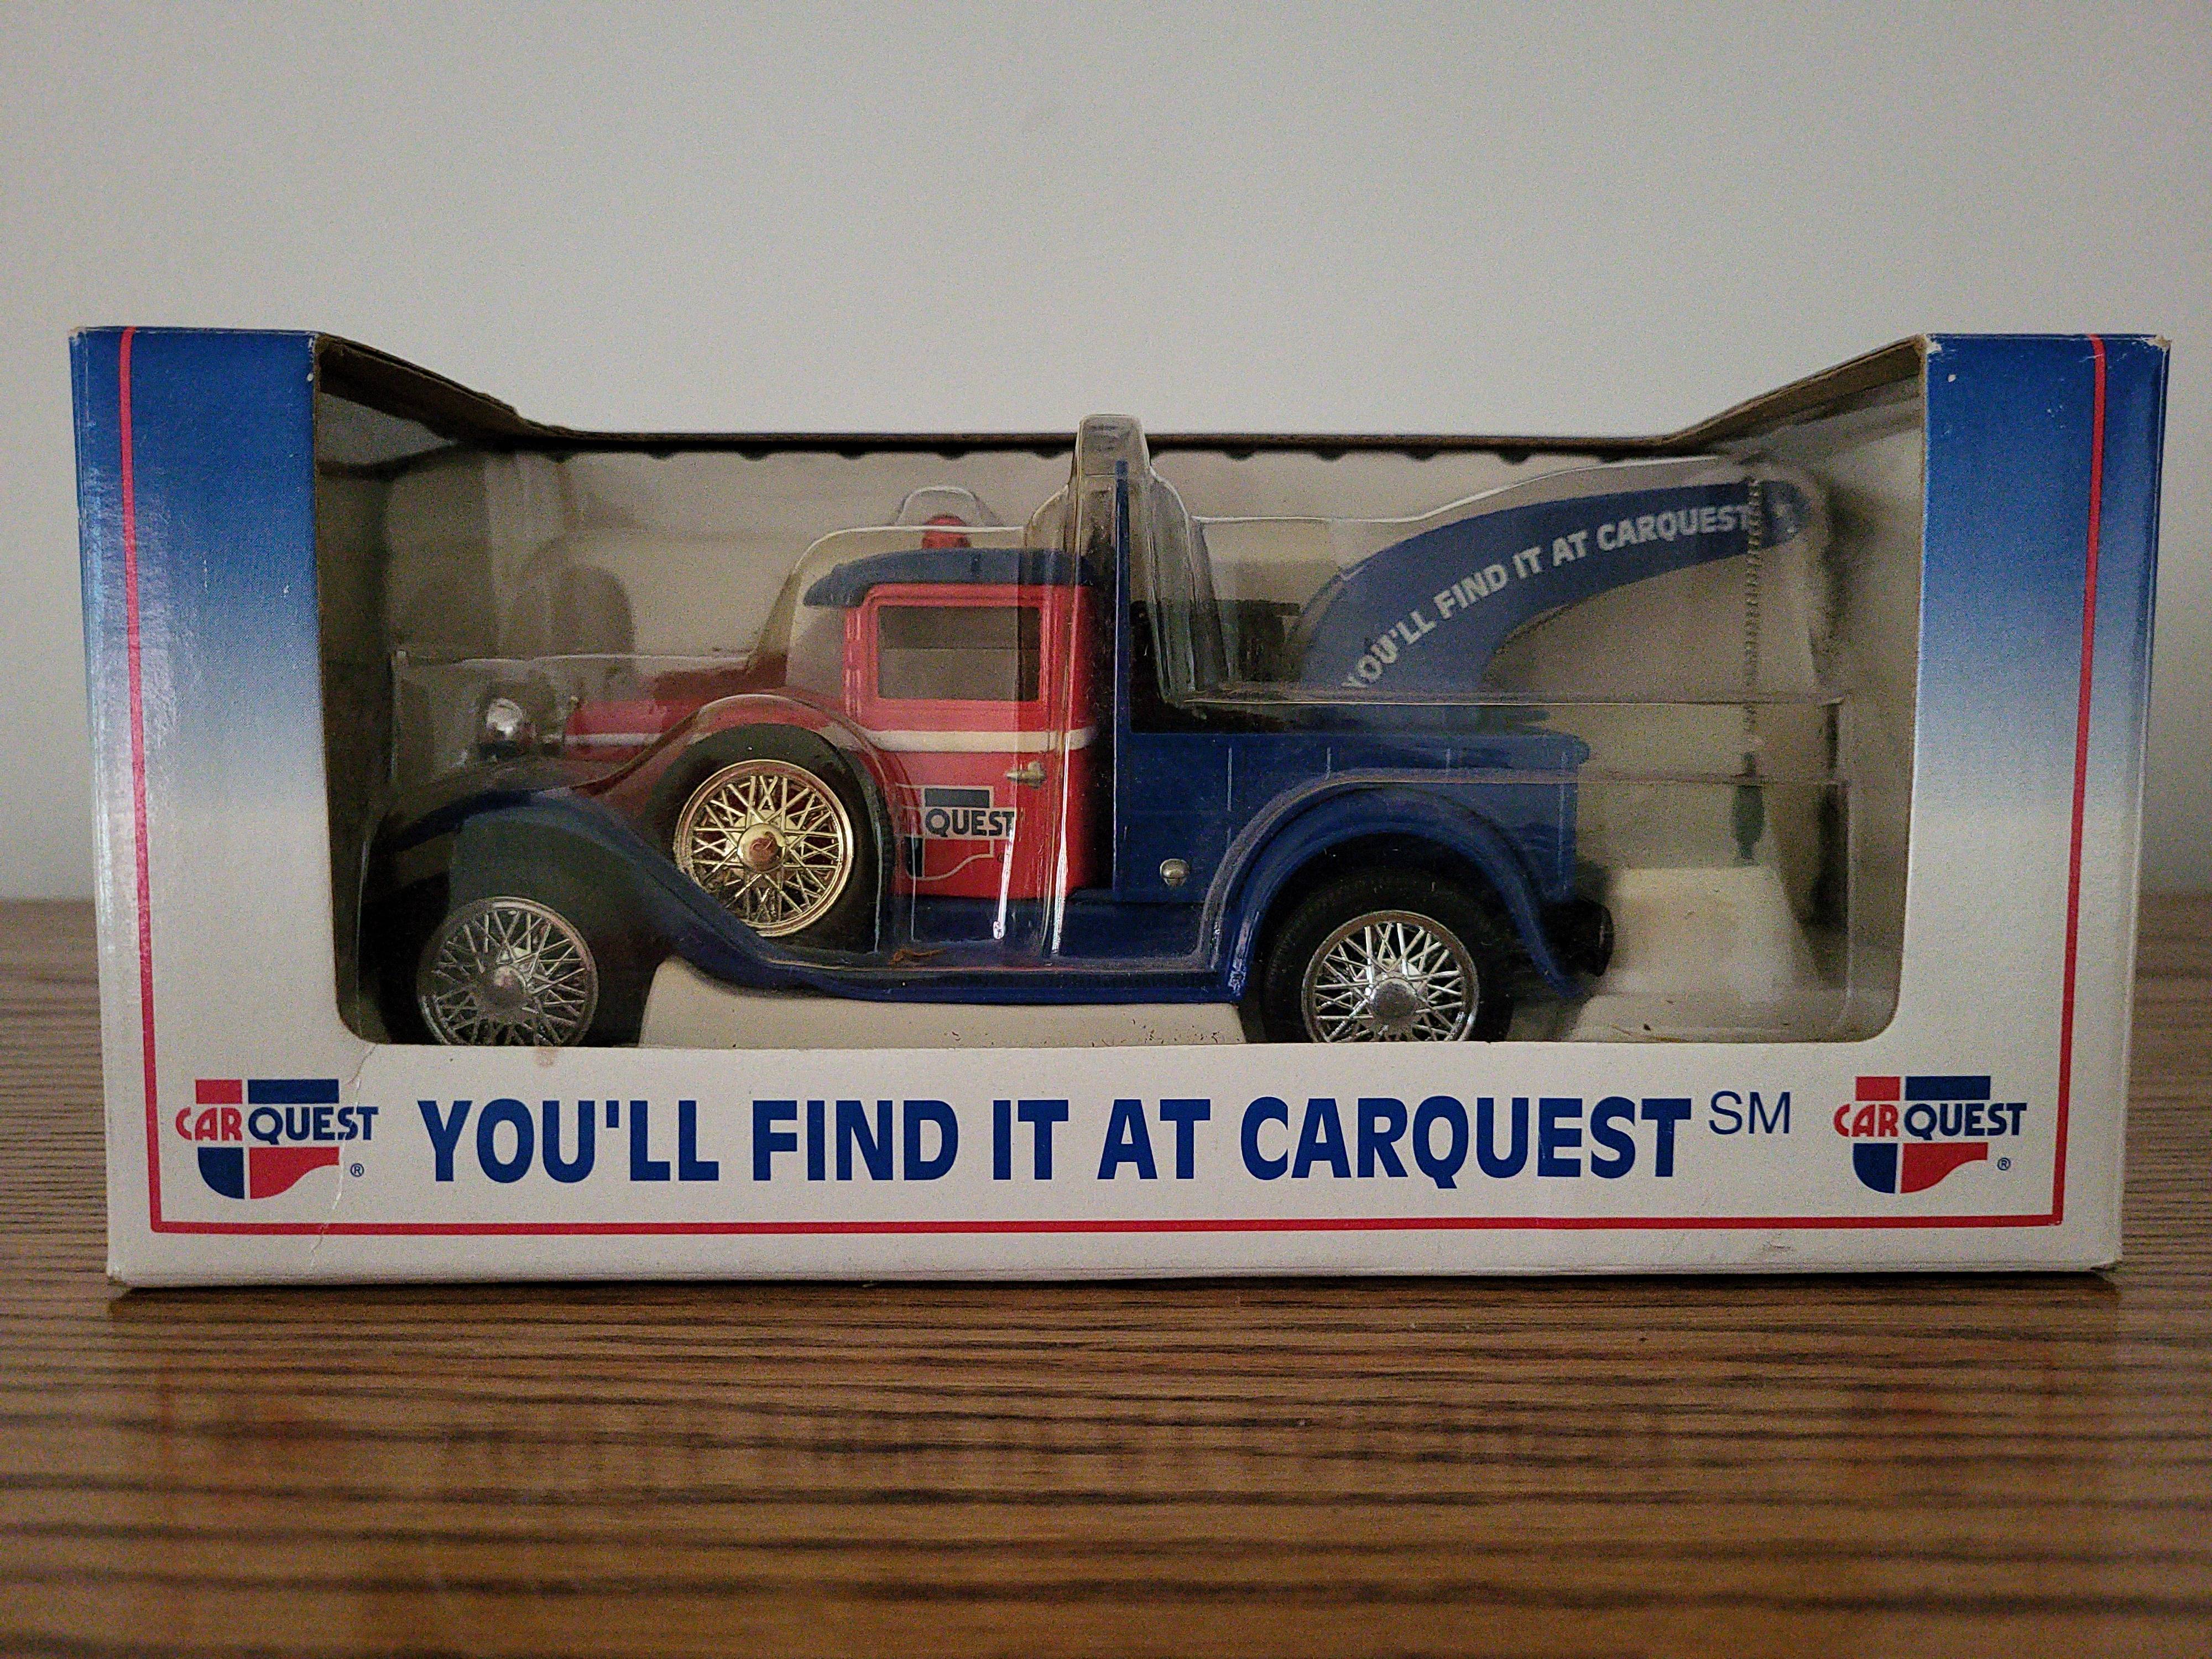 YOU'LL FIND IT AT CARQUEST
QUEST
CARQUEST ®
YOU'LL FIND IT AT CARQUEST SM
CARQUEST ®